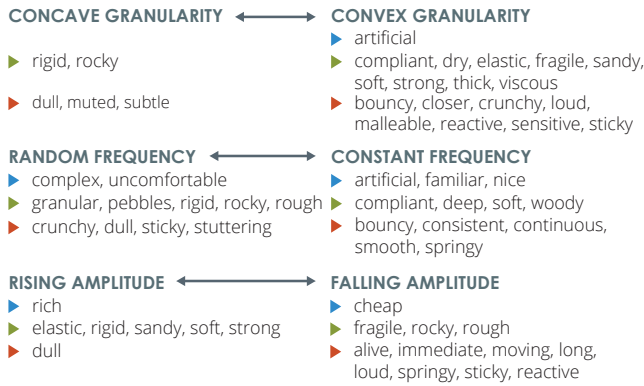 CONCAVE GRANULARITY
rigid, rocky
dull, muted, subtle
CONVEX GRANULARITY
artificial
compliant, dry, elastic, fragile, sandy,
soft, strong, thick, viscous
bouncy, closer, crunchy, loud,
malleable, reactive, sensitive, sticky
RANDOM FREQUENCY
complex, uncomfortable
granular, pebbles, rigid, rocky, rough
crunchy, dull, sticky, stuttering
CONSTANT FREQUENCY
artificial, familiar, nice
compliant, deep, soft, woody
bouncy, consistent, continuous,
smooth, springy
RISING AMPLITUDE
rich
elastic, rigid, sandy, soft, strong
dull
FALLING AMPLITUDE
cheap
fragile, rocky, rough
alive, immediate, moving, long,
loud, springy, sticky, reactive